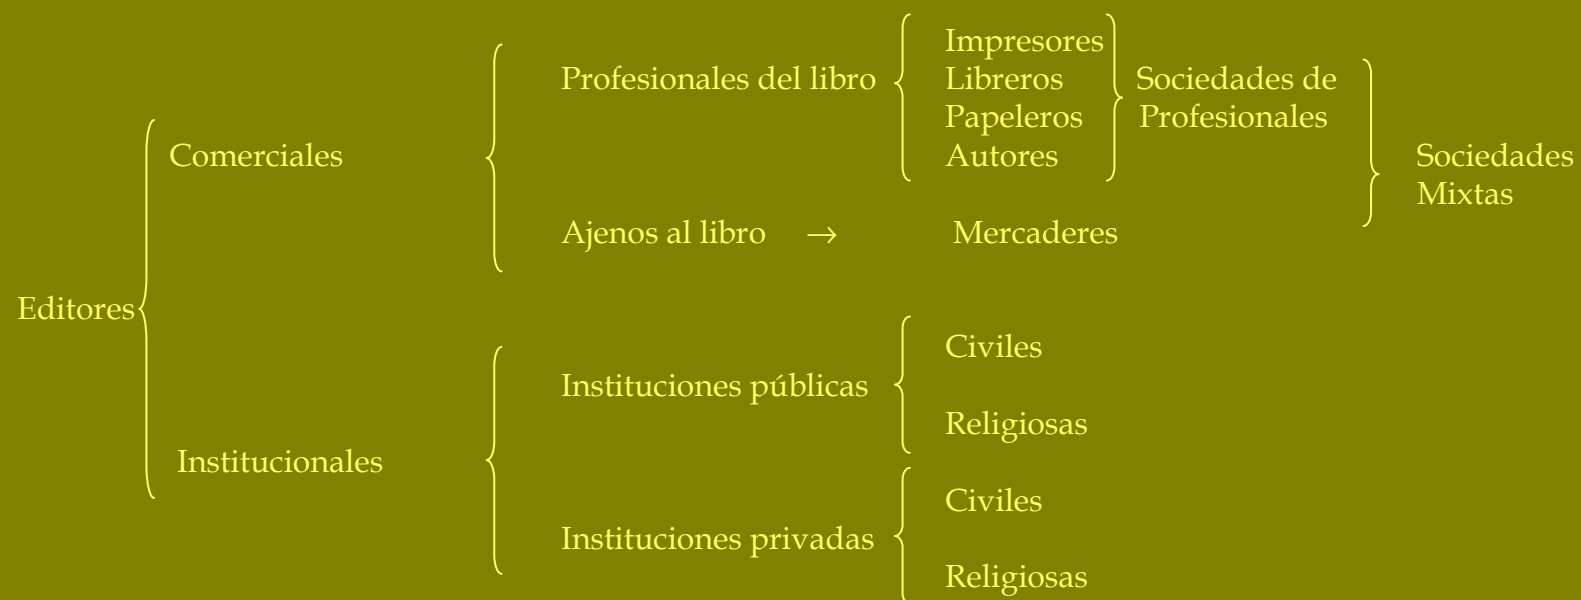 Impresores
Profesionales del libro Libreros Sociedades de
Papeleros Profesionales
Comerciales Autores Sociedades
Mixtas
Ajenos al libro → Mercaderes
Editores
Civiles
Instituciones públicas
Religiosas
Institucionales
Civiles
Instituciones privadas
Religiosas